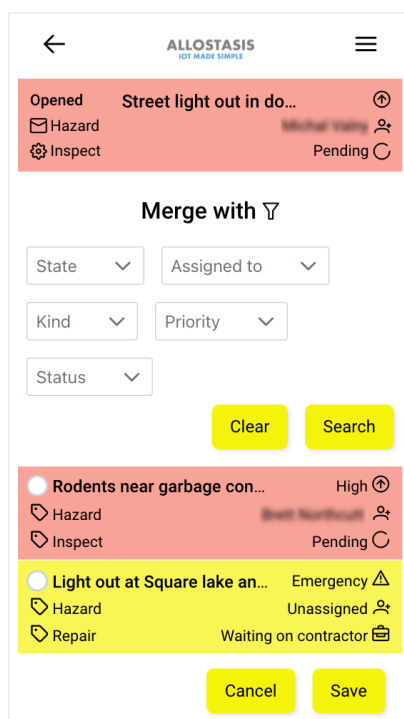 ALLOSTASIS
IOT MADE SIMPLE
Opened Street light out in do...
Hazard
Inspect Pending
Merge with
State Assigned to
Kind Priority
Status
Clear Search
Rodents near garbage con... High
Hazard
Inspect Pending
Light out at Square lake an... Emergency
Hazard Unassigned
Repair Waiting on contractor
Cancel Save